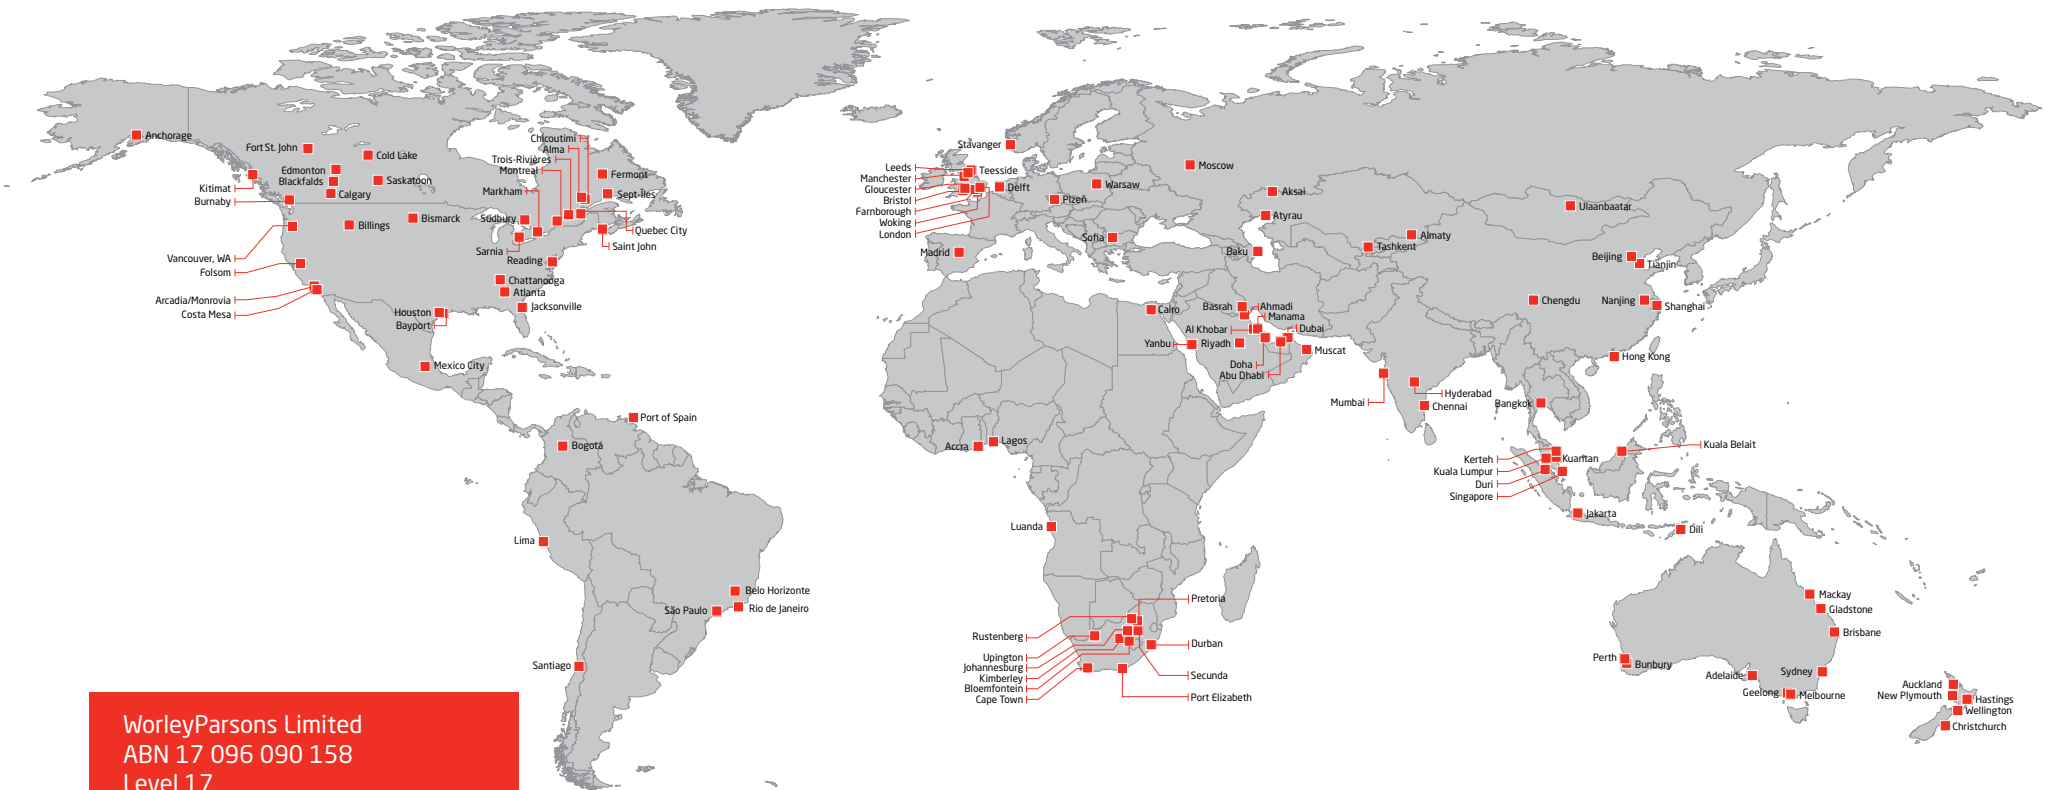 Anchorage
Fort St. John
Cold Lake
Edmonton
Blackfalds
Saskatoon
Calgary
Kitimat
Burnaby
Billings
Bismarck
Vancouver, WA
Folsom
Arcadia/Monrovia
Costa Mesa
Chicoutimi
Alma
Trois-Rivières
Montreal
Markham
Fermont
Sept-Îles
Sudbury
Quebec City
Saint John
Sarnia
Reading
Chattanooga
Atlanta
Jacksonville
Houston
Bayport
Mexico City
Port of Spain
Bogotá
Lima
Belo Horizonte
São Paulo
Rio de Janeiro
Santiago
Stavanger
Leeds
Teesside
Manchester
Gloucester
Bristol
Farnborough
Woking
London
Delft
Warsaw
Plzeň
Sofia
Madrid
Moscow
Aksai
Atyrau
Almaty
Tashkent
Baku
Ulaanbaatar
Beijing
Tianjin
Chengdu
Nanjing
Shanghai
Hong Kong
Cairo
Basrah
Ahmadi
Manama
Al Khobar
Dubai
Yanbu
Riyadh
Muscat
Doha
Abu Dhabi
Mumbai
Hyderabad
Chennai
Bangkok
Kuala Belait
Kerteh
Kuantan
Kuala Lumpur
Duri
Singapore
Jakarta
Dili
Accra
Lagos
Luanda
Pretoria
Rustenberg
Durban
Upington
Johannesburg
Kimberley
Bloemfontein
Cape Town
Secunda
Port Elizabeth
Mackay
Gladstone
Brisbane
Perth
Bunbury
Adelaide
Sydney
Geelong
Melbourne
Auckland
New Plymouth
Hastings
Wellington
Christchurch
WorleyParsons Limited
ABN 17 096 090 158
Level 17